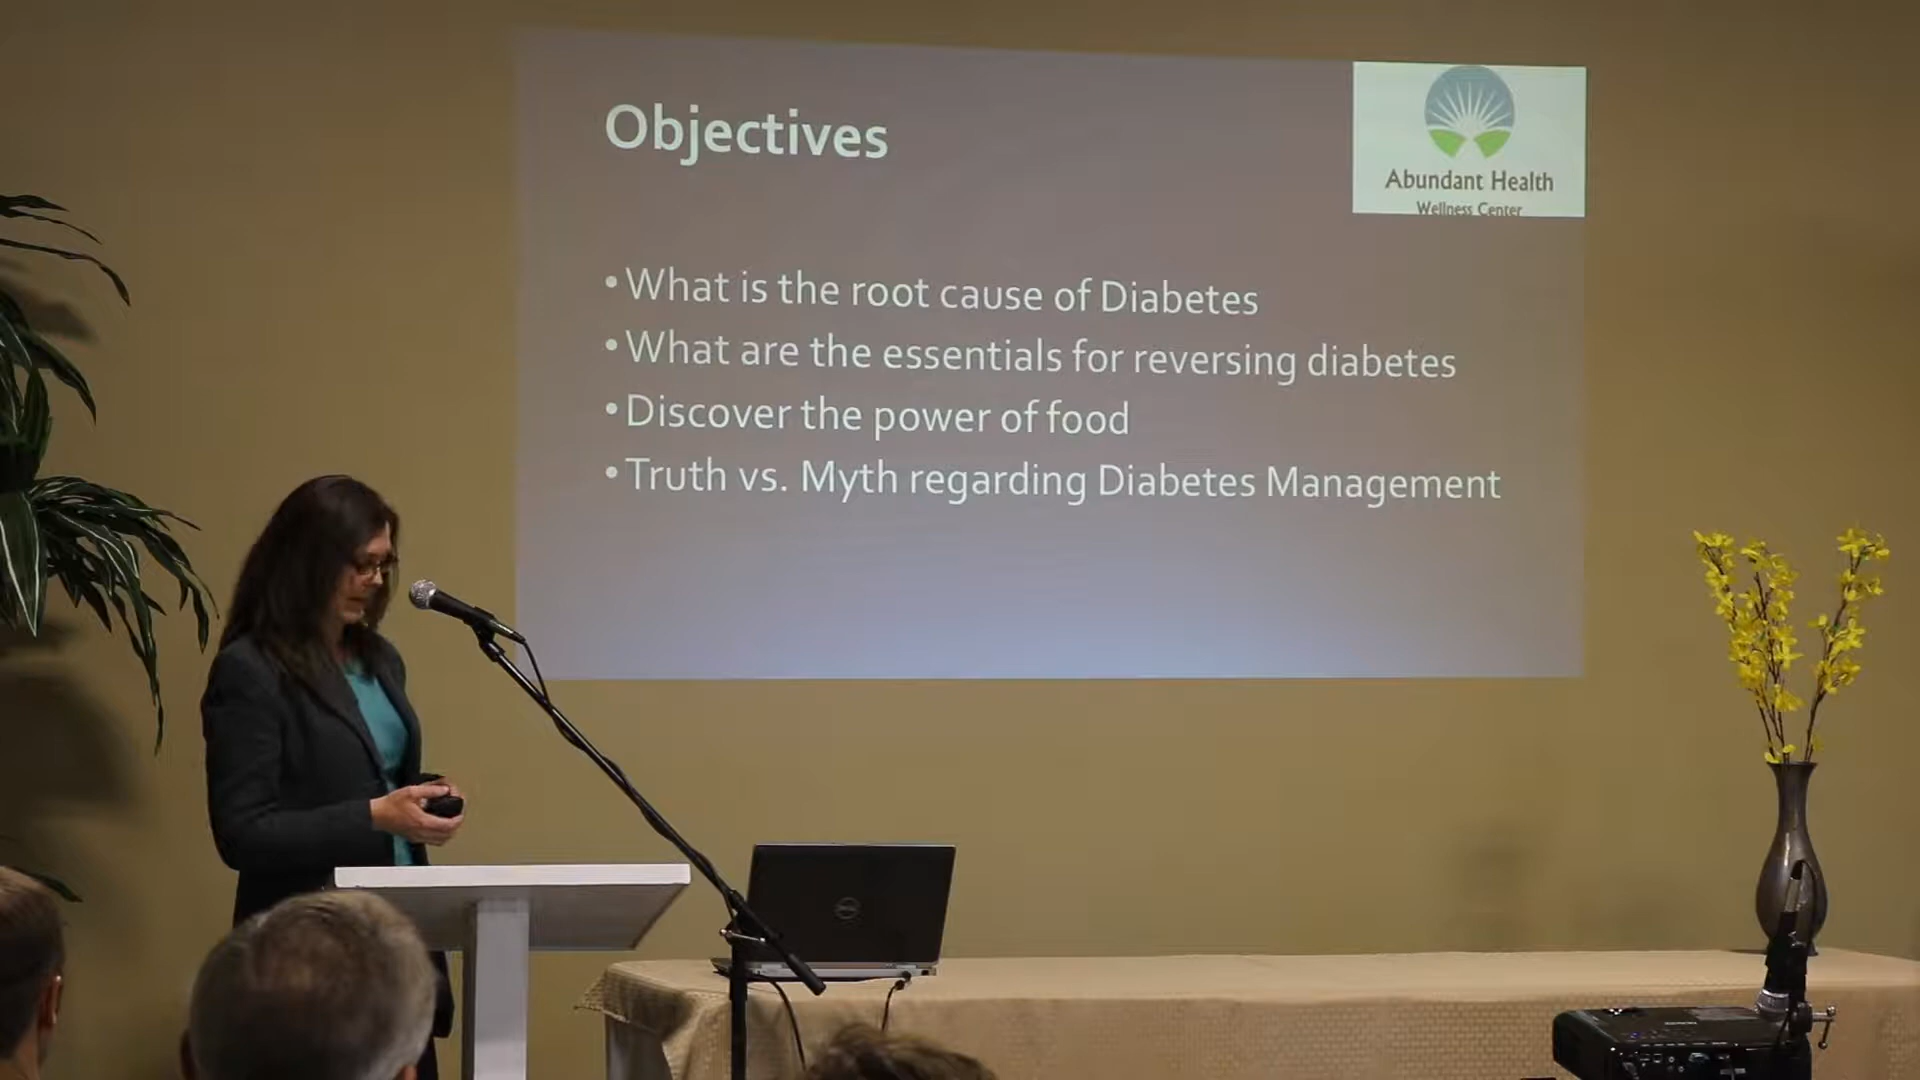 Objectives
Abundant Health
Wellness Center
• What is the root cause of Diabetes
• What are the essentials for reversing diabetes
• Discover the power of food
• Truth vs. Myth regarding Diabetes Management
DELL